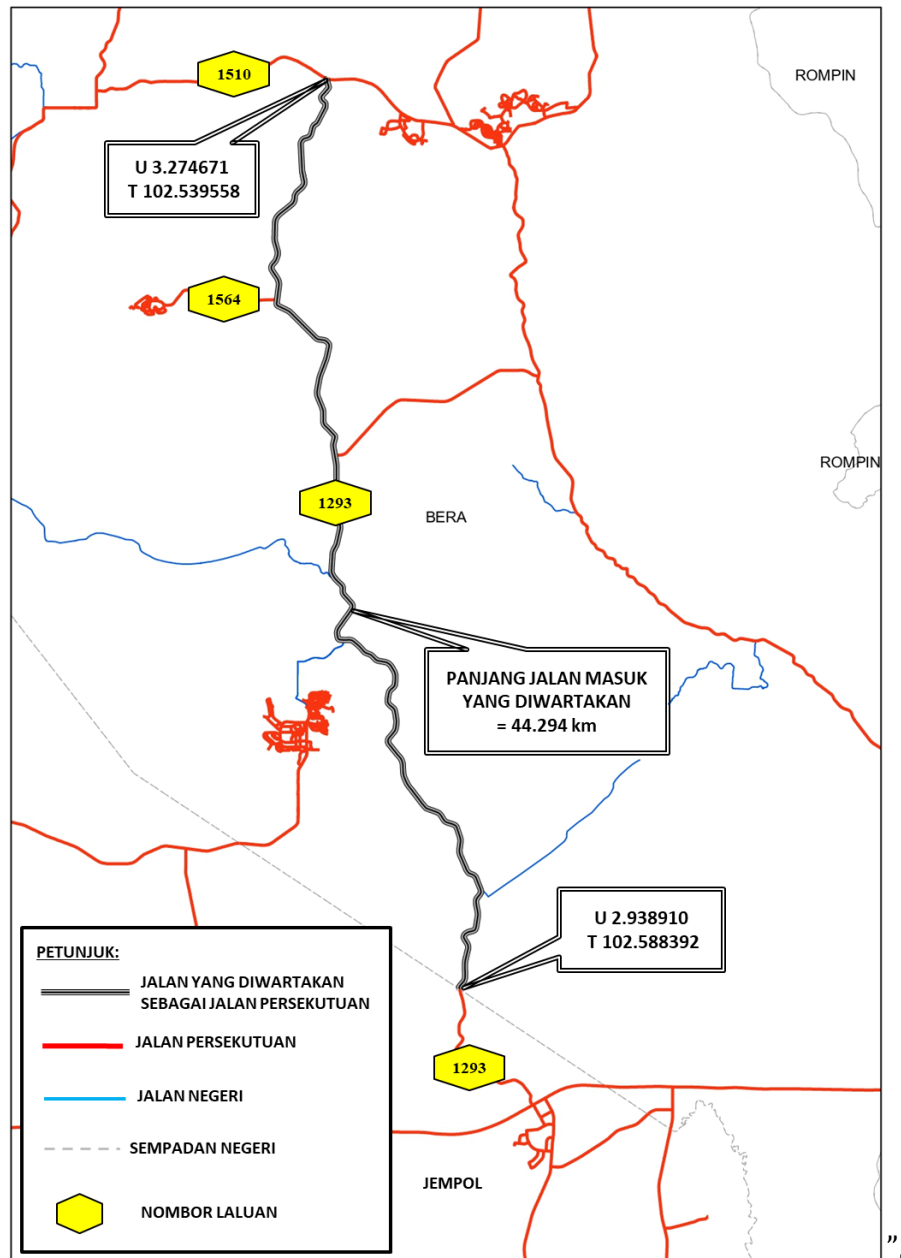 1510
ROMPIN
U 3.274671
T 102.539558
1564
ROMPIN
1293
BERA
PANJANG JALAN MASUK
YANG DIWARTAKAN
= 44.294 km
U 2.938910
T 102.588392
1293
JEMPOL
PETUNJUK:
JALAN YANG DIWARTAKAN
SEBAGAI JALAN PERSEKUTUAN
JALAN PERSEKUTUAN
JALAN NEGERI
SEMPADAN NEGERI
NOMBOR LALUAN
”.